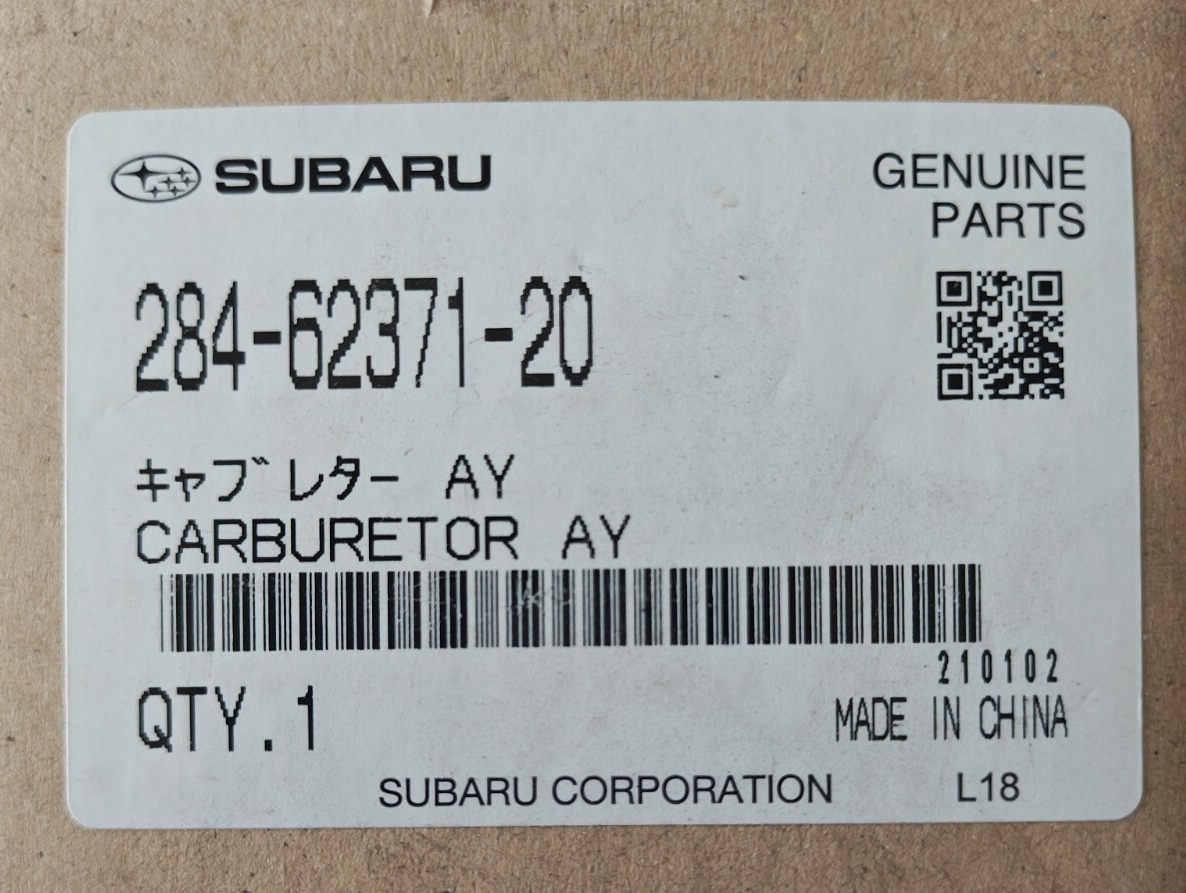 SUBARU
GENUINE
PARTS
284-62371-20
キャブレター AY
CARBURETOR AY
210102
QTY.1
MADE IN CHINA
SUBARU CORPORATION
L18